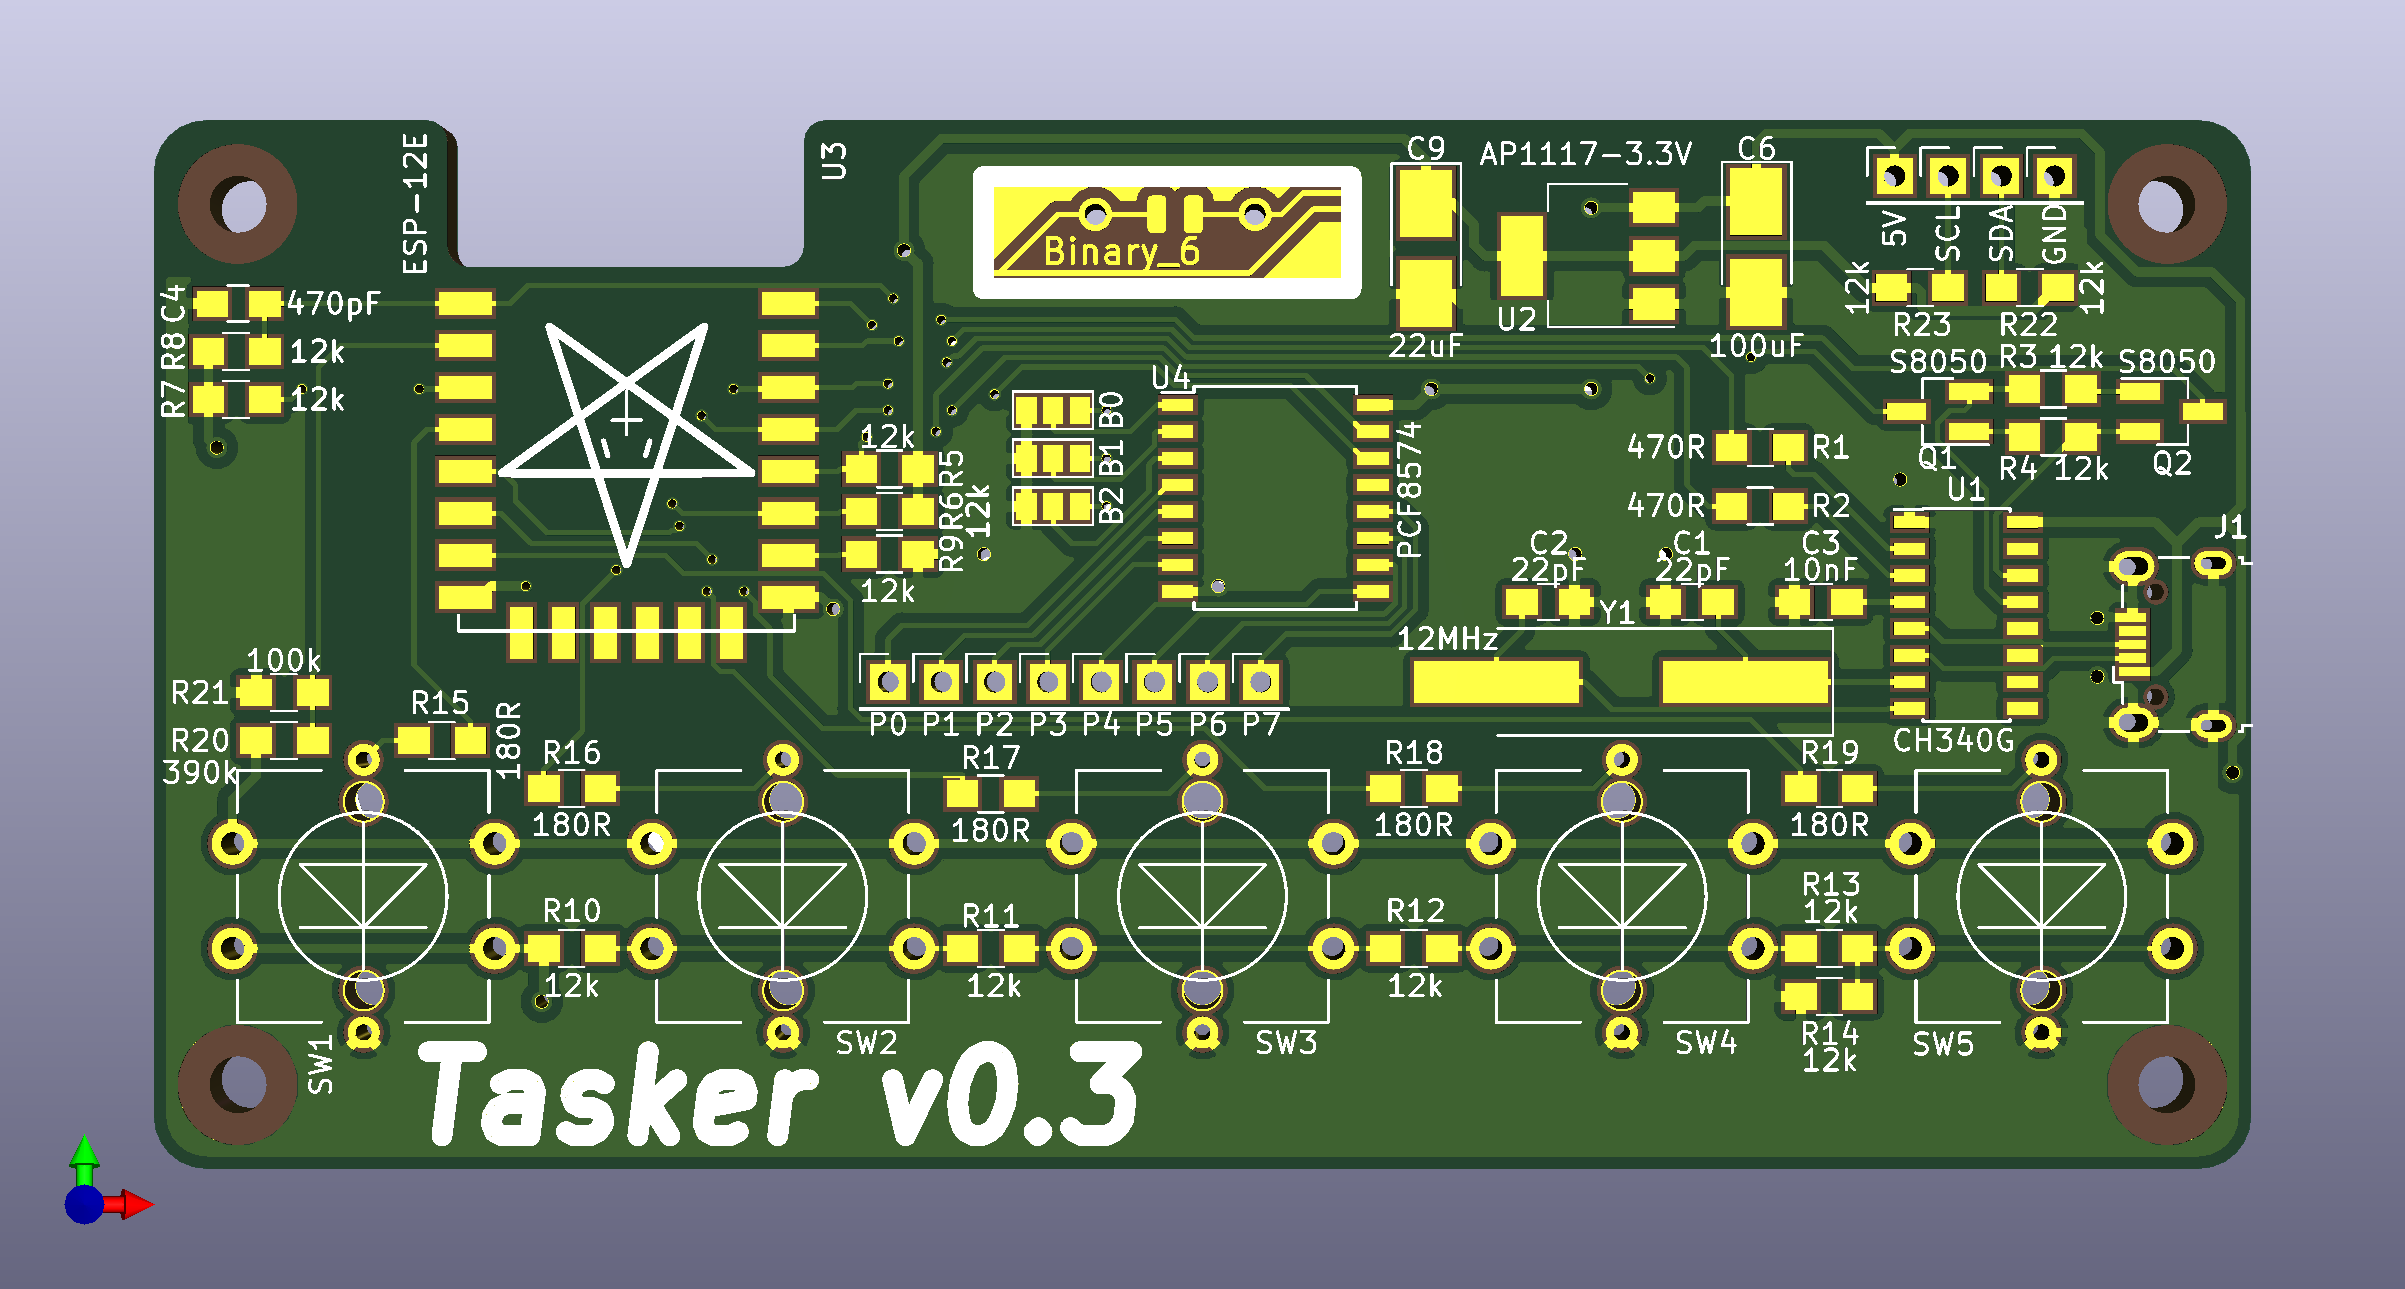 ESP-12E
U3
Binary_6
C9
AP1117-3.3V
C6
5V
SCL
SDA
GND
C4
470pF
R8
12k
R7
12k
22uF
U2
100uF
12k
R23
R22
12k
S8050
R3
12k
S8050
U4
B0
B1
B2
PCF8574
12k
R5
R6
12k
R9
12k
470R
R1
470R
R2
Q1
R4
12k
Q2
U1
J1
C2
22pF
C1
22pF
C3
10nF
Y1
12MHz
100k
R21
R15
180R
R20
390k
P0
P1
P2
P3
P4
P5
P6
P7
CH340G
R16
180R
R17
180R
R18
180R
R19
180R
R10
12k
R11
12k
R12
12k
R13
12k
R14
12k
SW1
SW2
SW3
SW4
SW5
Tasker v0.3